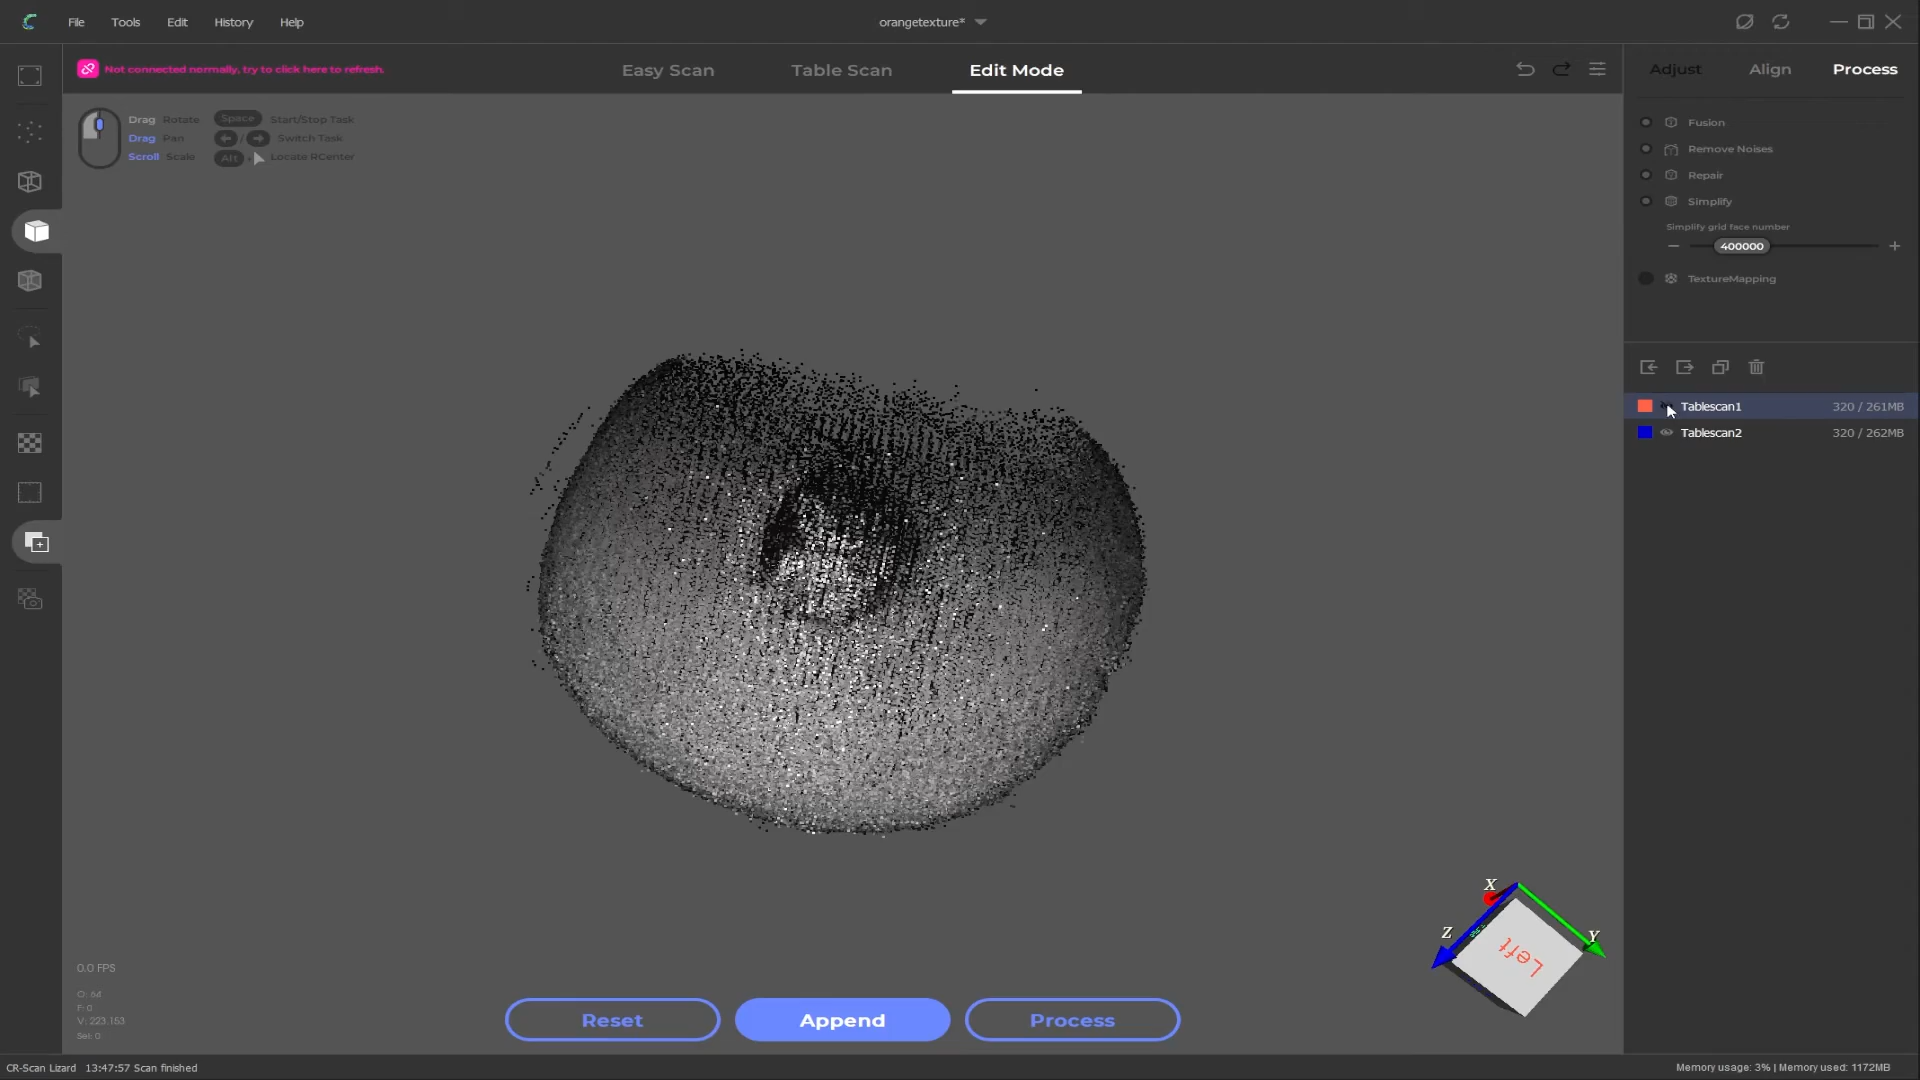 File Tools Edit History Help
orangetexture*
Not connected normally, try to click here to refresh.
Easy Scan Table Scan Edit Mode
Adjust Align Process
Drag Rotate Space Start/Stop Task
Drag Pan / Switch Task
Scroll Scale Alt + Locate RCenter
Fusion
Remove Noises
Repair
Simplify
Simplify grid face number
− 400000 +
TextureMapping
Tablescan1 320 / 261MB
Tablescan2 320 / 262MB
X
Z
Y
Left
0.0 FPS
O: 64
F: 0
V: 223.153
Sel: 0
Reset Append Process
CR-Scan Lizard 13:47:57 Scan finished
Memory usage: 3% | Memory used: 1172MB